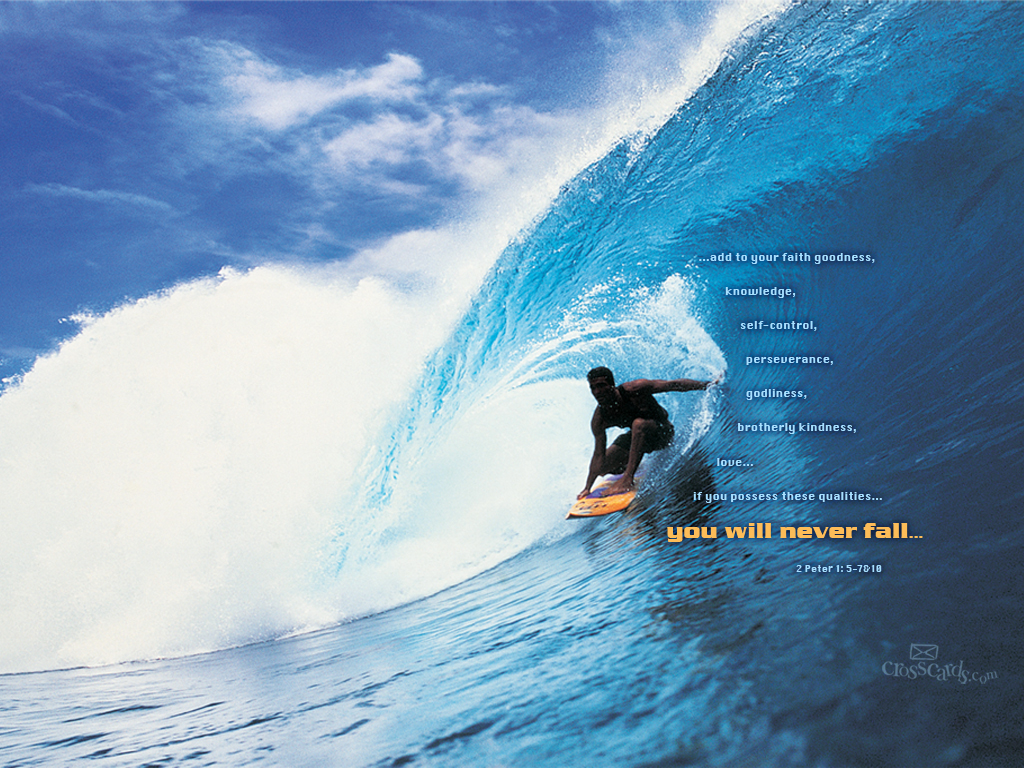 ...add to your faith goodness,
knowledge,
self-control,
perseverance,
godliness,
brotherly kindness,
love...
if you possess these qualities...
you will never fall...
2 Peter 1: 5-7&10
crosscards.com